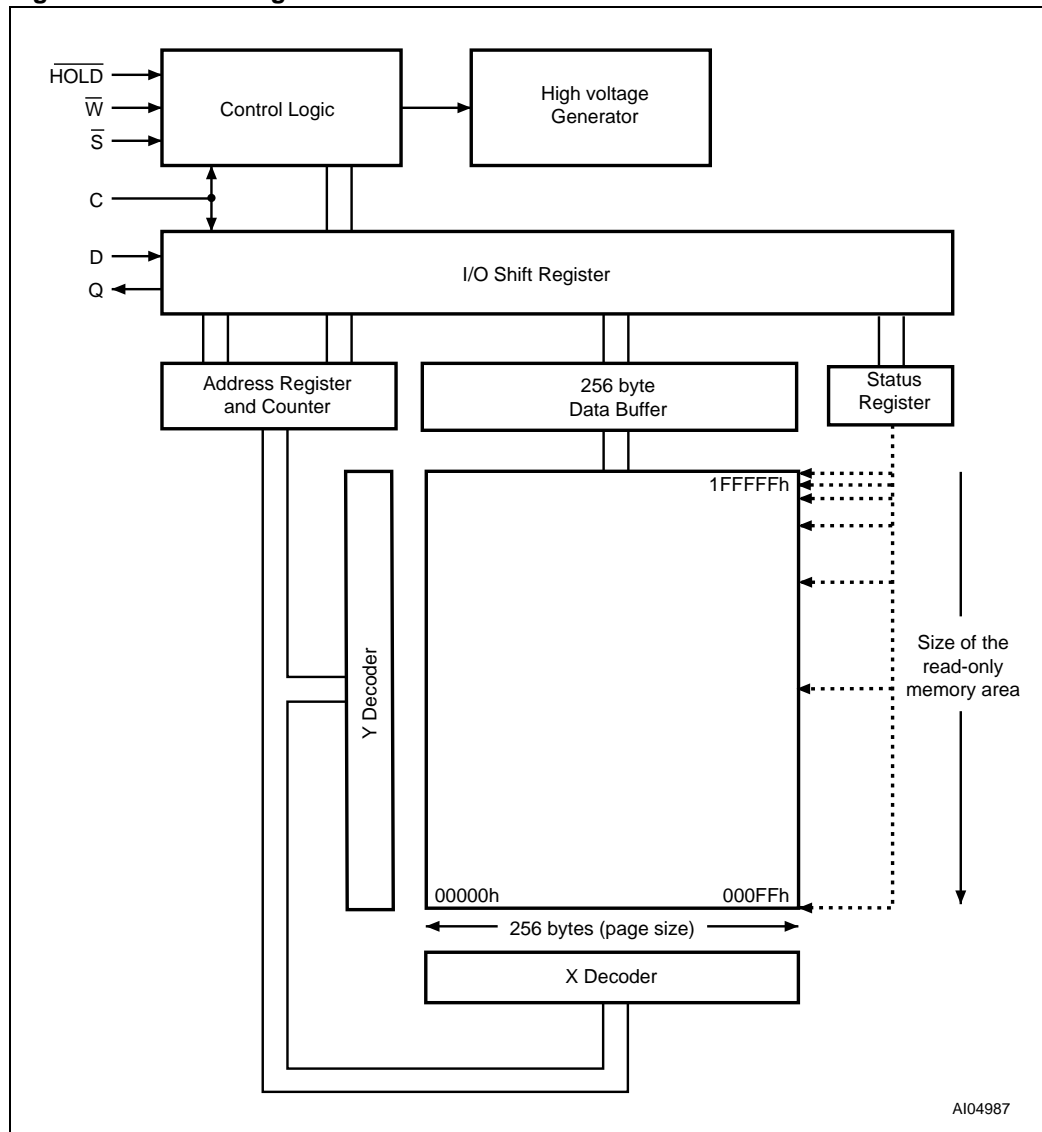 HOLD
W
S
C
D
Q
Control Logic
High voltage
Generator
I/O Shift Register
Address Register
and Counter
256 byte
Data Buffer
Status
Register
1FFFFFh
Y Decoder
Size of the
read-only
memory area
00000h
000FFh
256 bytes (page size)
X Decoder
AI04987